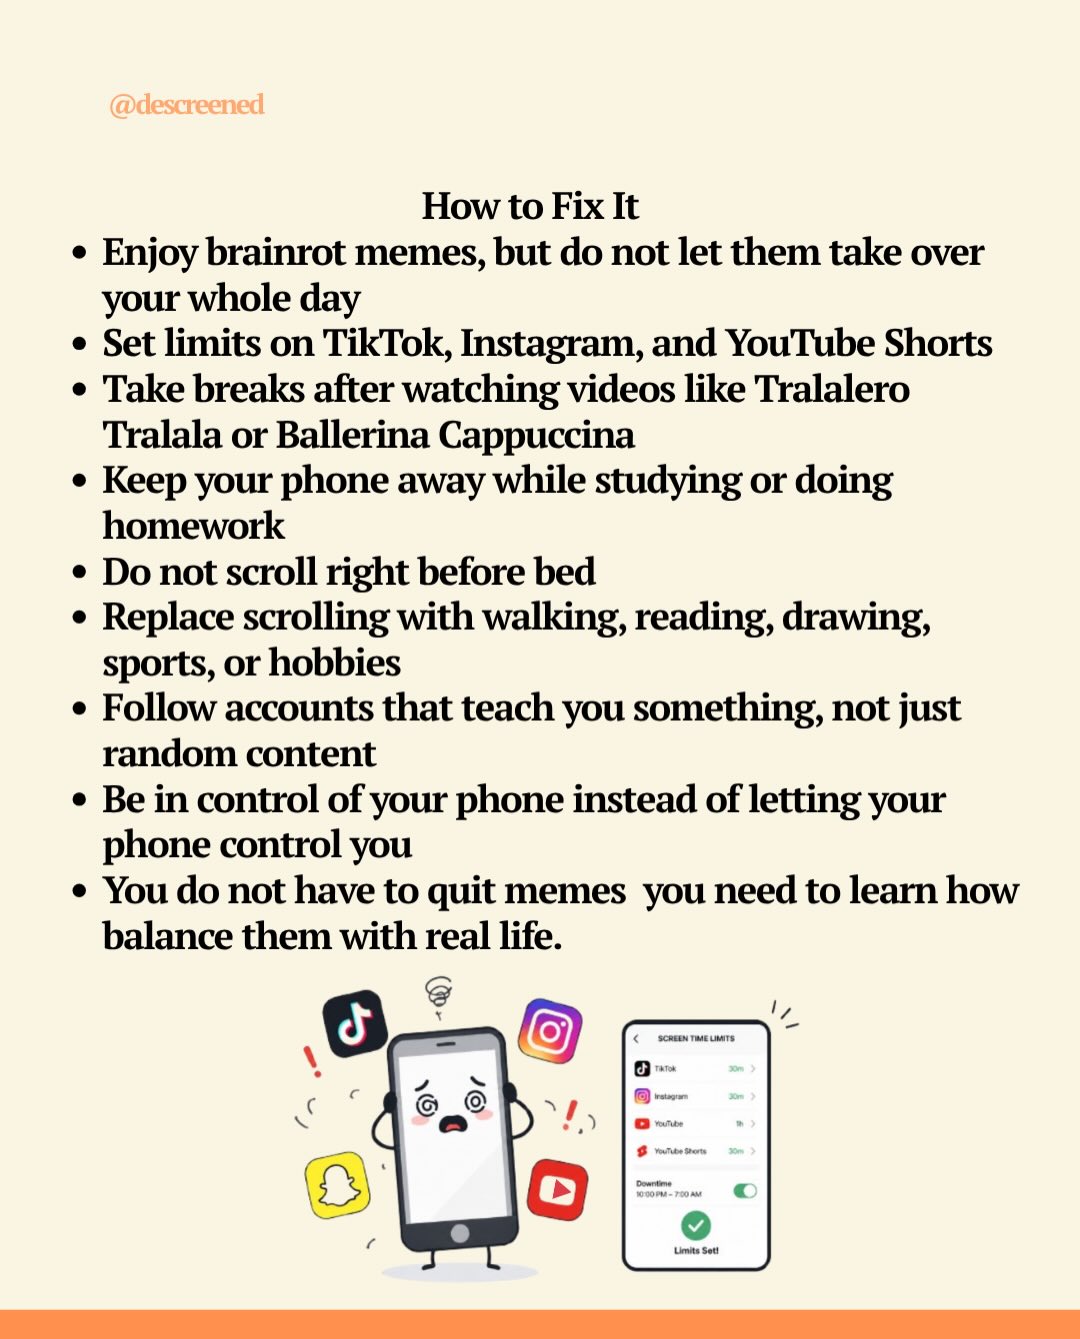 @descreened
How to Fix It
• Enjoy brainrot memes, but do not let them take over
your whole day
• Set limits on TikTok, Instagram, and YouTube Shorts
• Take breaks after watching videos like Tralalero
Tralala or Ballerina Cappuccina
• Keep your phone away while studying or doing
homework
• Do not scroll right before bed
• Replace scrolling with walking, reading, drawing,
sports, or hobbies
• Follow accounts that teach you something, not just
random content
• Be in control of your phone instead of letting your
phone control you
• You do not have to quit memes  you need to learn how
balance them with real life.
SCREEN TIME LIMITS
TikTok 30m
Instagram 30m
YouTube 1h
YouTube Shorts 30m
Downtime
10:00 PM – 7:00 AM
Limits Set!